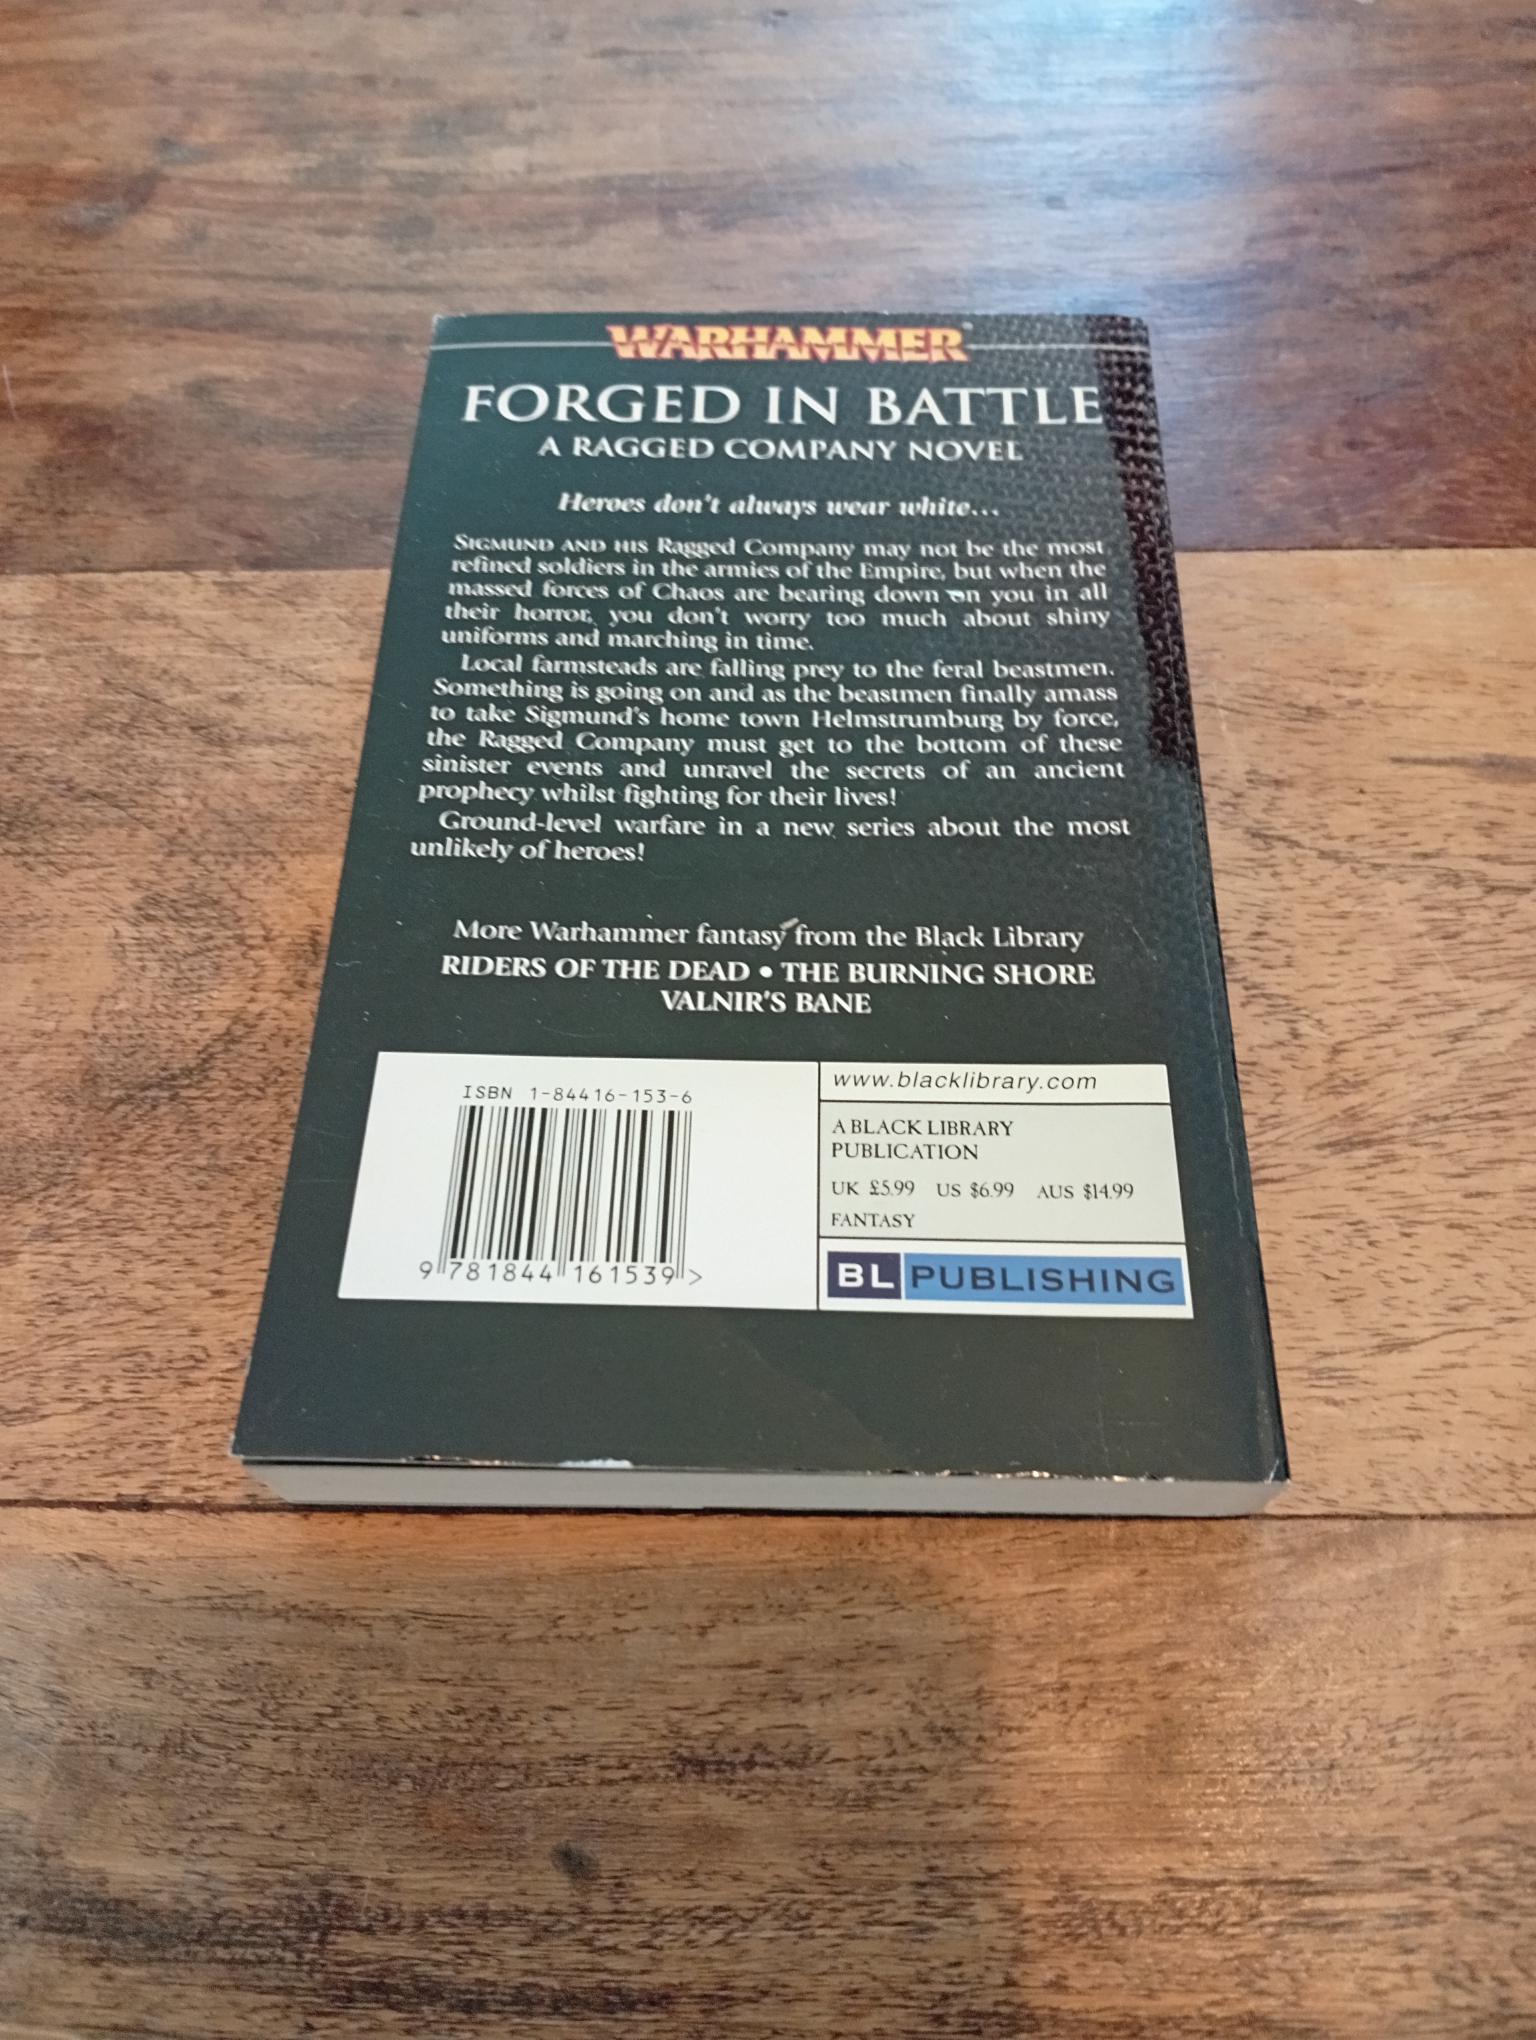 WARHAMMER
FORGED IN BATTLE
A RAGGED COMPANY NOVEL
Heroes don't always wear white...
SIGMUND AND HIS Ragged Company may not be the most
refined soldiers in the armies of the Empire, but when the
massed forces of Chaos are bearing down on you in all
their horror, you don't worry too much about shiny
uniforms and marching in time.
Local farmsteads are falling prey to the feral beastmen.
Something is going on and as the beastmen finally amass
to take Sigmund's home town Helmstrumburg by force,
the Ragged Company must get to the bottom of these
sinister events and unravel the secrets of an ancient
prophecy whilst fighting for their lives!
Ground-level warfare in a new series about the most
unlikely of heroes!
More Warhammer fantasy from the Black Library
RIDERS OF THE DEAD • THE BURNING SHORE
VALNIR'S BANE
ISBN 1-84416-153-6
9 781844 161539 >
www.blacklibrary.com
A BLACK LIBRARY
PUBLICATION
UK £5.99 US $6.99 AUS $14.99
FANTASY
BL PUBLISHING